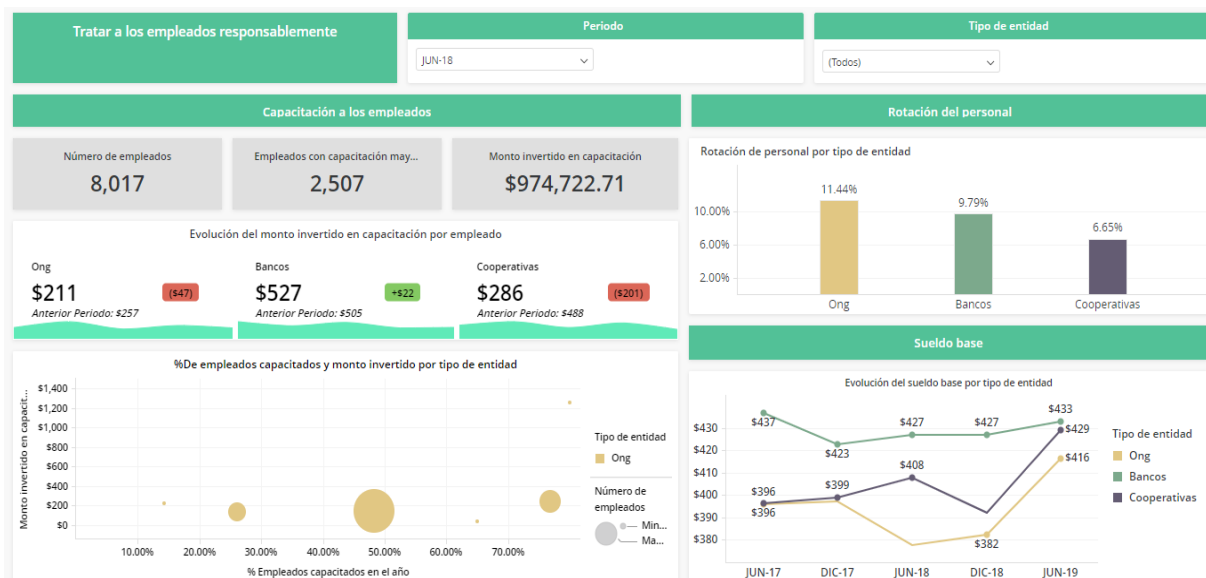 Tratar a los empleados responsablemente
Periodo
JUN-18
Tipo de entidad
(Todos)
Capacitación a los empleados
Rotación del personal
Número de empleados
8,017
Empleados con capacitación may...
2,507
Monto invertido en capacitación
$974,722.71
Evolución del monto invertido en capacitación por empleado
Ong
$211
($47)
Anterior Periodo: $257
Bancos
$527
+$22
Anterior Periodo: $505
Cooperativas
$286
($201)
Anterior Periodo: $488
Rotación de personal por tipo de entidad
10.00%
6.00%
2.00%
11.44%
9.79%
6.65%
Ong
Bancos
Cooperativas
%De empleados capacitados y monto invertido por tipo de entidad
Monto invertido en capacit...
$1,400
$1,200
$1,000
$800
$600
$400
$200
$0
10.00%
20.00%
30.00%
40.00%
50.00%
60.00%
70.00%
% Empleados capacitados en el año
Tipo de entidad
Ong
Número de
empleados
Min...
Ma...
Sueldo base
Evolución del sueldo base por tipo de entidad
$430
$420
$410
$400
$390
$380
$437
$423
$427
$427
$433
$429
$396
$396
$399
$408
$382
$416
JUN-17
DIC-17
JUN-18
DIC-18
JUN-19
Tipo de entidad
Ong
Bancos
Cooperativas